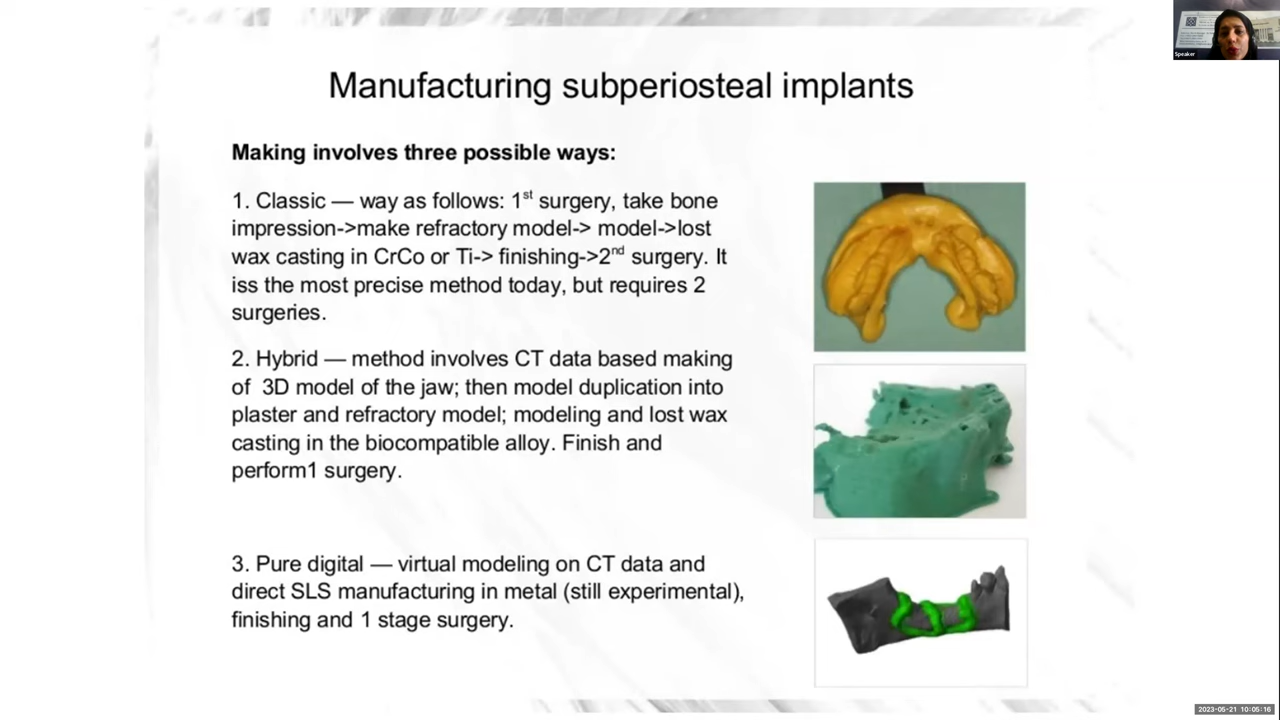 Manufacturing subperiosteal implants
Making involves three possible ways:
1. Classic — way as follows: 1st surgery, take bone
impression->make refractory model-> model->lost
wax casting in CrCo or Ti-> finishing->2nd surgery. It
iss the most precise method today, but requires 2
surgeries.
2. Hybrid — method involves CT data based making
of  3D model of the jaw; then model duplication into
plaster and refractory model; modeling and lost wax
casting in the biocompatible alloy. Finish and
perform1 surgery.
3. Pure digital — virtual modeling on CT data and
direct SLS manufacturing in metal (still experimental),
finishing and 1 stage surgery.
Speaker
2023-05-21 10:05:16